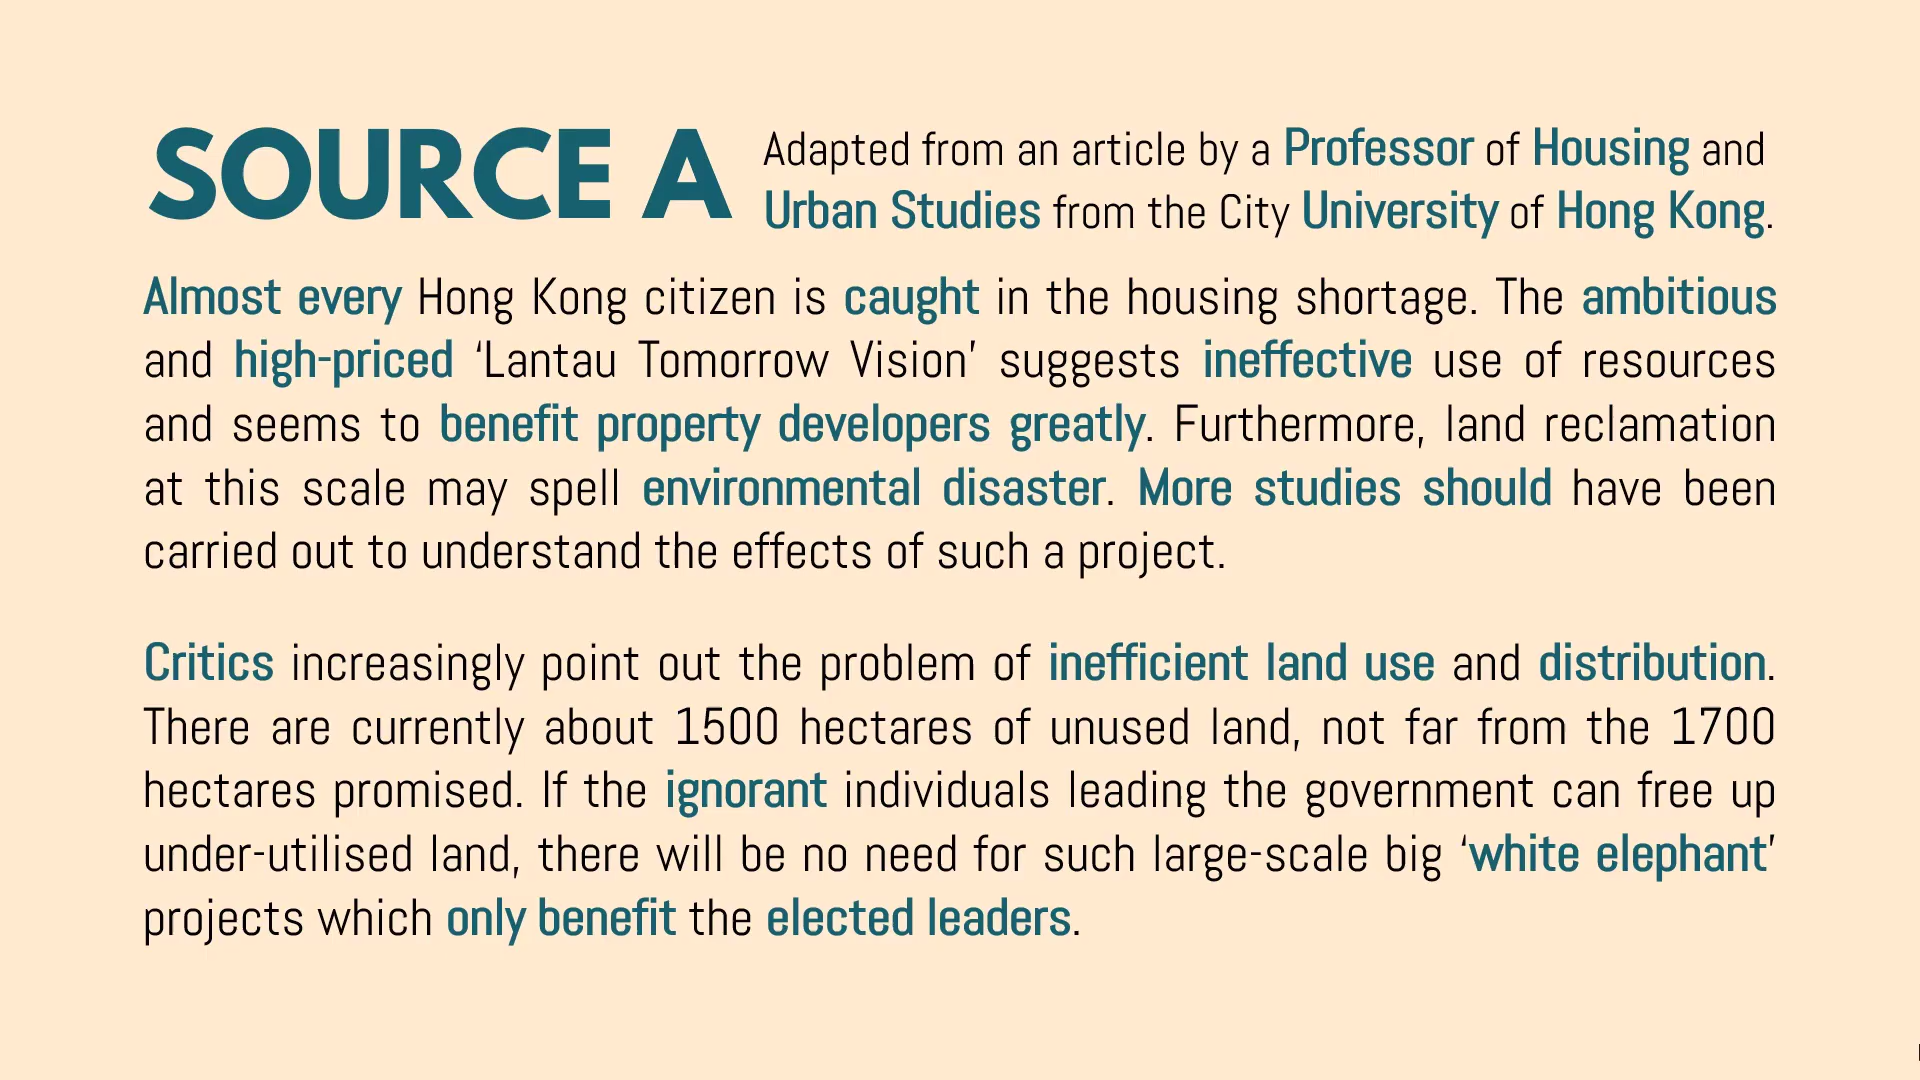 SOURCE A
Adapted from an article by a Professor of Housing and
Urban Studies from the City University of Hong Kong.
Almost every Hong Kong citizen is caught in the housing shortage. The ambitious
and high-priced ‘Lantau Tomorrow Vision’ suggests ineffective use of resources
and seems to benefit property developers greatly. Furthermore, land reclamation
at this scale may spell environmental disaster. More studies should have been
carried out to understand the effects of such a project.
Critics increasingly point out the problem of inefficient land use and distribution.
There are currently about 1500 hectares of unused land, not far from the 1700
hectares promised. If the ignorant individuals leading the government can free up
under-utilised land, there will be no need for such large-scale big ‘white elephant’
projects which only benefit the elected leaders.